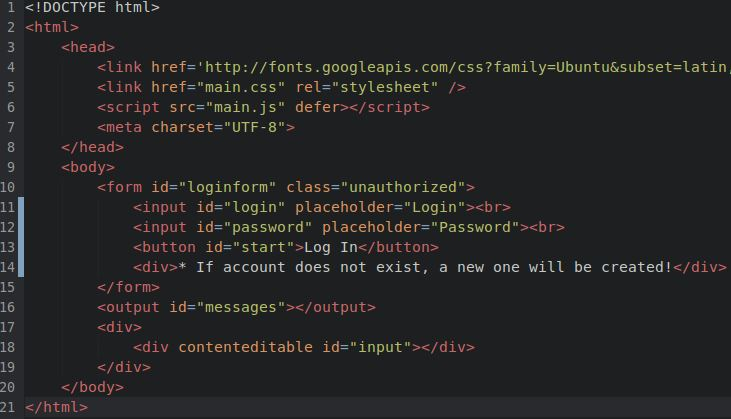 1 <!DOCTYPE html>
2 <html>
3     <head>
4         <link href='http://fonts.googleapis.com/css?family=Ubuntu&subset=latin,
5         <link href="main.css" rel="stylesheet" />
6         <script src="main.js" defer></script>
7         <meta charset="UTF-8">
8     </head>
9     <body>
10         <form id="loginform" class="unauthorized">
11             <input id="login" placeholder="Login"><br>
12             <input id="password" placeholder="Password"><br>
13             <button id="start">Log In</button>
14             <div>* If account does not exist, a new one will be created!</div>
15         </form>
16         <output id="messages"></output>
17         <div>
18             <div contenteditable id="input"></div>
19         </div>
20     </body>
21 </html>